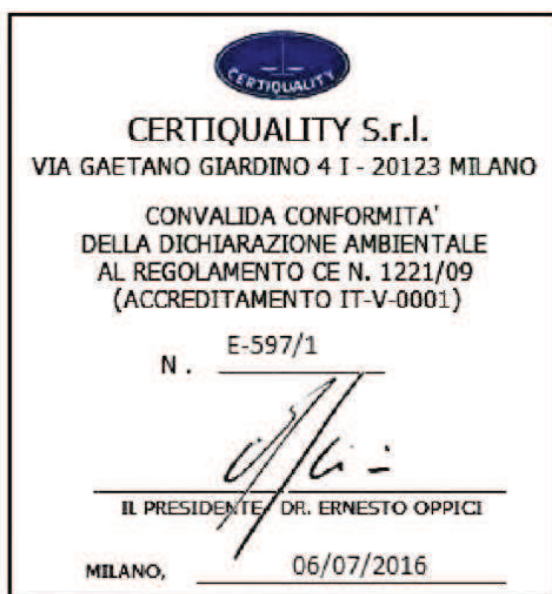 CERTIQUALITY
CERTIQUALITY S.r.l.
VIA GAETANO GIARDINO 4 I - 20123 MILANO
CONVALIDA CONFORMITA'
DELLA DICHIARAZIONE AMBIENTALE
AL REGOLAMENTO CE N. 1221/09
(ACCREDITAMENTO IT-V-0001)
N . E-597/1
IL PRESIDENTE DR. ERNESTO OPPICI
MILANO, 06/07/2016